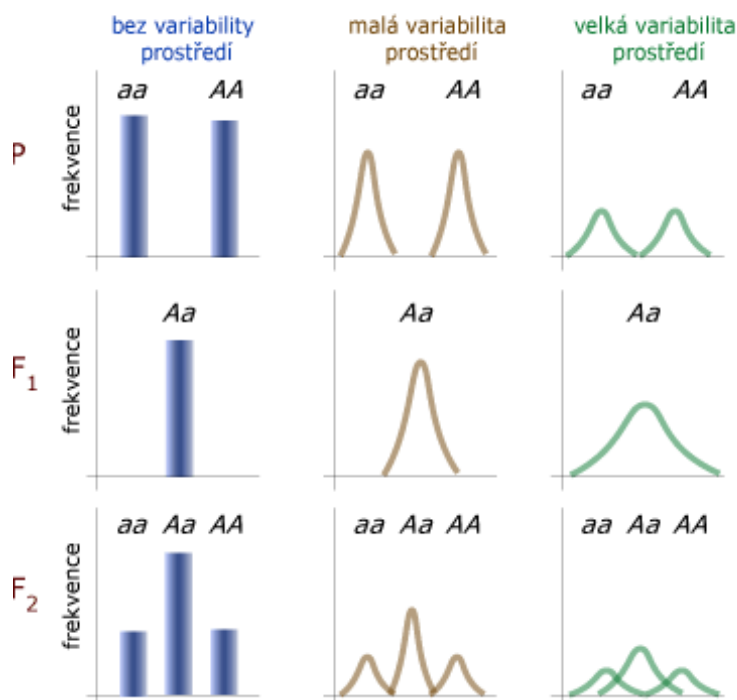 bez variability
prostředí
malá variabilita
prostředí
velká variabilita
prostředí
P
frekvence
aa AA
aa AA
aa AA
F1
frekvence
Aa
Aa
Aa
F2
frekvence
aa Aa AA
aa Aa AA
aa Aa AA